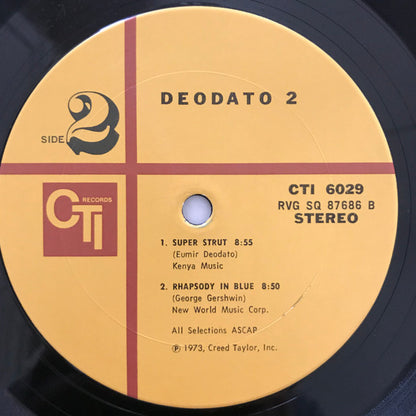 DEODATO 2
SIDE 2
CTI RECORDS
CTI 6029
RVG SQ 87686 B
STEREO
1. SUPER STRUT 8:55
(Eumir Deodato)
Kenya Music
2. RHAPSODY IN BLUE 8:50
(George Gershwin)
New World Music Corp.
All Selections ASCAP
℗ 1973, Creed Taylor, Inc.